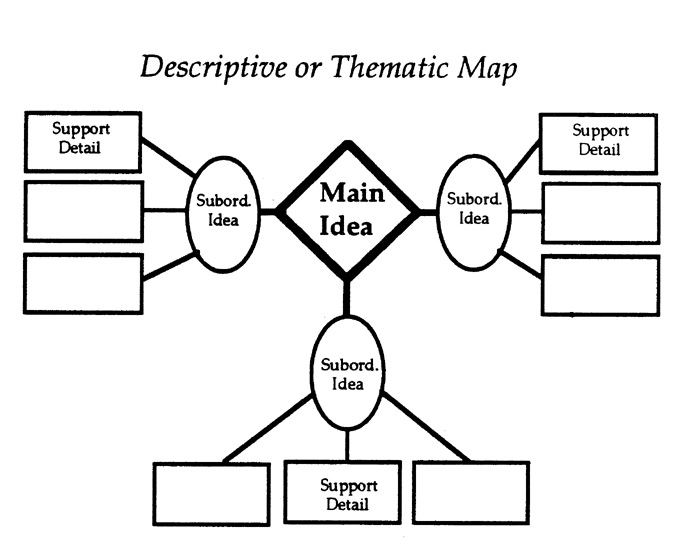 Descriptive or Thematic Map
Support
Detail
Subord.
Idea
Main
Idea
Subord.
Idea
Support
Detail
Subord.
Idea
Support
Detail